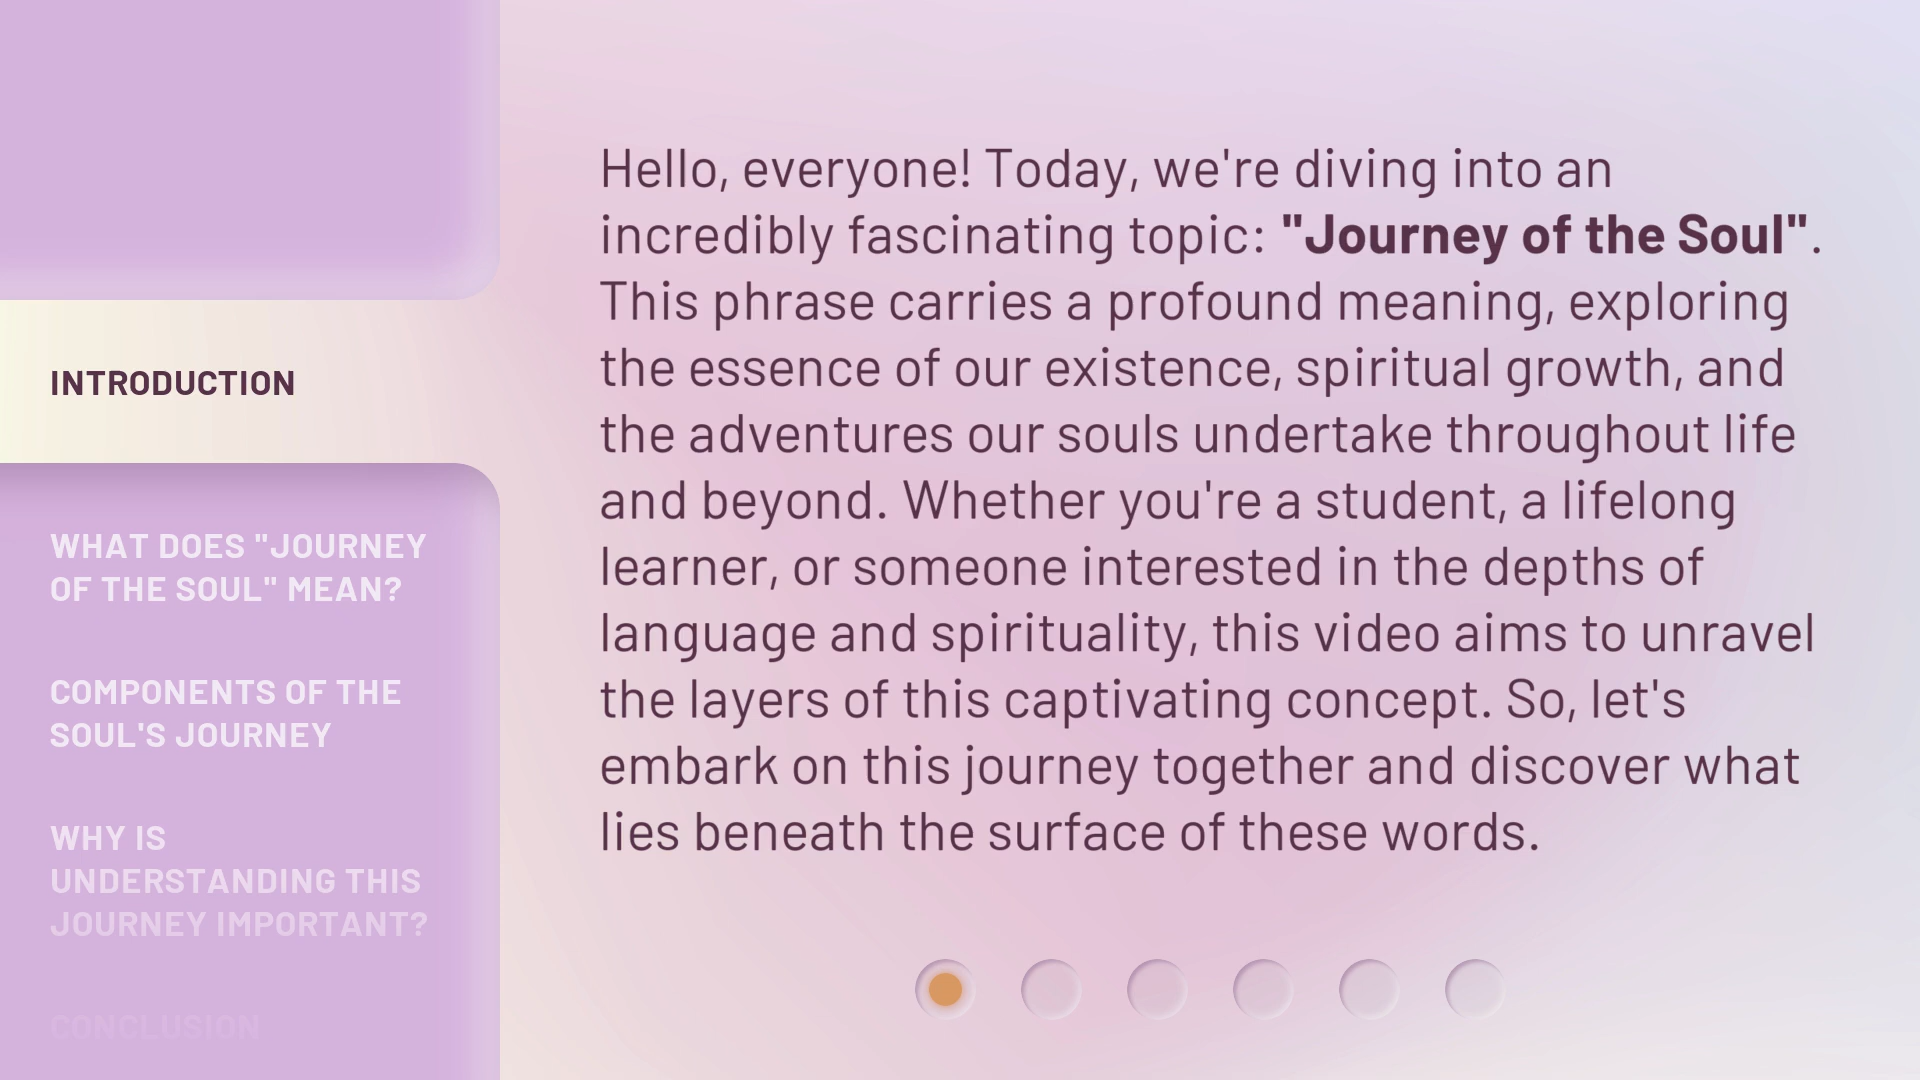 INTRODUCTION
WHAT DOES "JOURNEY
OF THE SOUL" MEAN?
COMPONENTS OF THE
SOUL'S JOURNEY
WHY IS
UNDERSTANDING THIS
JOURNEY IMPORTANT?
CONCLUSION
Hello, everyone! Today, we're diving into an
incredibly fascinating topic: "Journey of the Soul".
This phrase carries a profound meaning, exploring
the essence of our existence, spiritual growth, and
the adventures our souls undertake throughout life
and beyond. Whether you're a student, a lifelong
learner, or someone interested in the depths of
language and spirituality, this video aims to unravel
the layers of this captivating concept. So, let's
embark on this journey together and discover what
lies beneath the surface of these words.